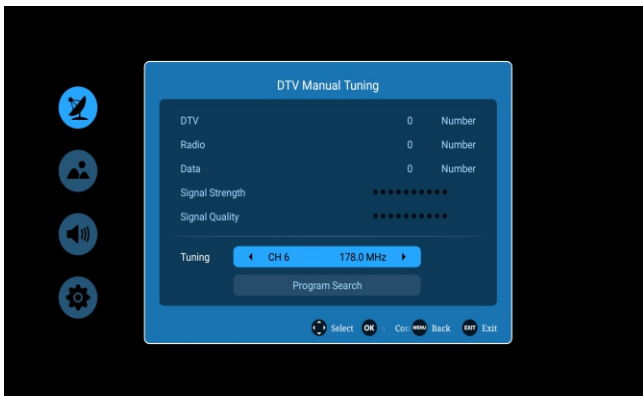 DTV Manual Tuning
DTV 0 Number
Radio 0 Number
Data 0 Number
Signal Strength
Signal Quality
Tuning CH 6 178.0 MHz
Program Search
Select OK MENU Back EXIT Exit